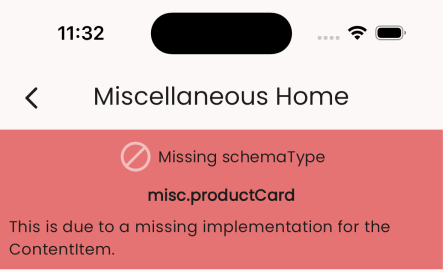 11:32
Miscellaneous Home
Missing schemaType
misc.productCard
This is due to a missing implementation for the
ContentItem.